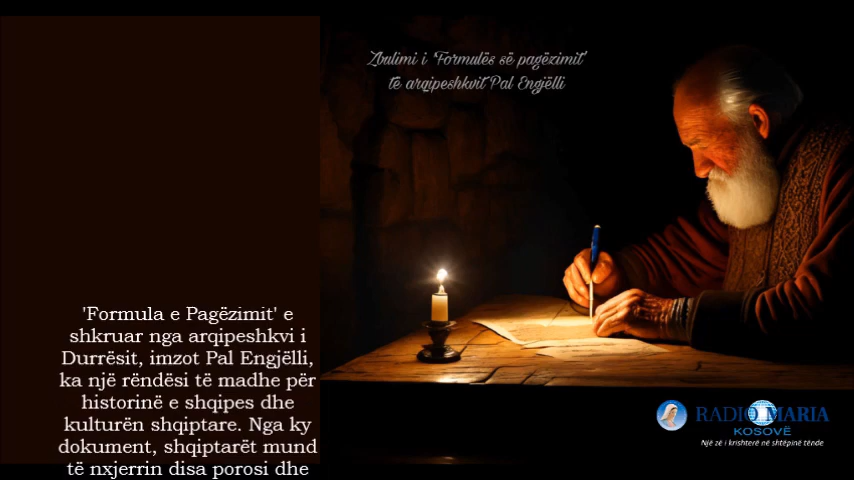 Zbulimi i 'Formulës së pagëzimit'
të arqipeshkvit Pal Engjëlli
'Formula e Pagëzimit' e
shkruar nga arqipeshkvi i
Durrësit, imzot Pal Engjëlli,
ka një rëndësi të madhe për
historinë e shqipes dhe
kulturën shqiptare. Nga ky
dokument, shqiptarët mund
të nxjerrin disa porosi dhe
RADIO MARIA
KOSOVË
Një zë i krishterë në shtëpinë tënde